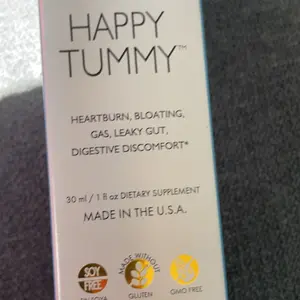 HAPPY
TUMMY™
HEARTBURN, BLOATING,
GAS, LEAKY GUT,
DIGESTIVE DISCOMFORT*
30 ml / 1 fl oz DIETARY SUPPLEMENT
MADE IN THE U.S.A.
SOY FREE
MADE WITHOUT
GLUTEN
GMO FREE